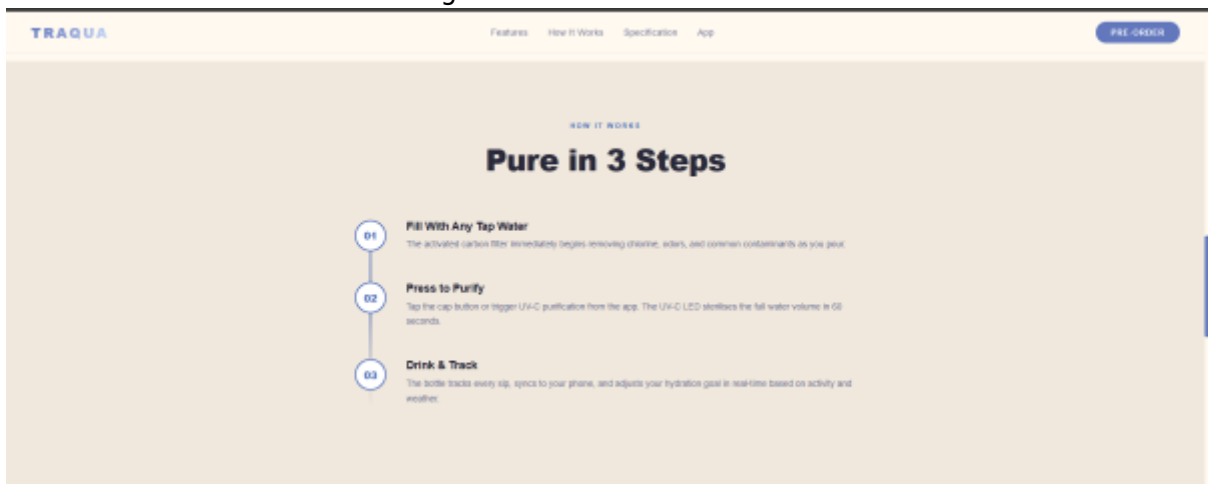 TRAQUA
Features How It Works Specification App
PRE-ORDER
HOW IT WORKS
Pure in 3 Steps
01
Fill With Any Tap Water
The activated carbon filter immediately begins removing chlorine, odors, and common contaminants as you pour.
02
Press to Purify
Tap the cap button or trigger UV-C purification from the app. The UV-C LED sterilises the full water volume in 60
seconds.
03
Drink & Track
The bottle tracks every sip, syncs to your phone, and adjusts your hydration goal in real-time based on activity and
weather.